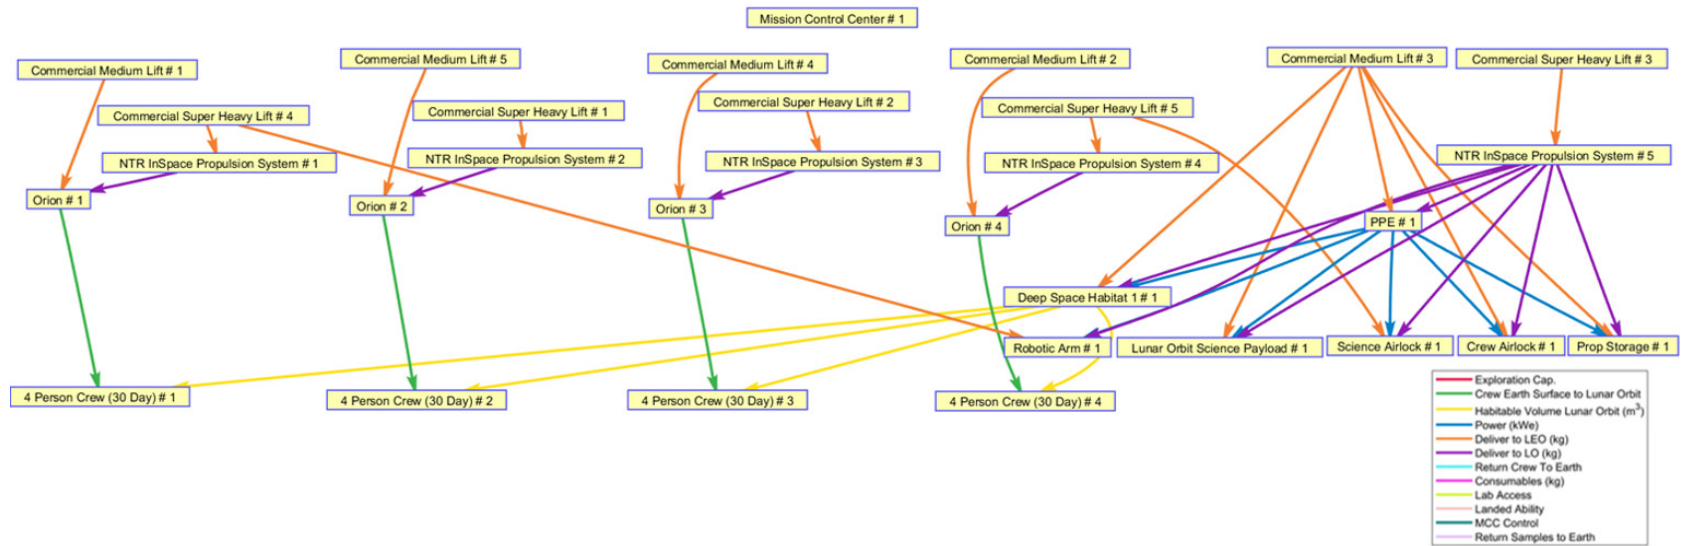 Mission Control Center # 1
Commercial Medium Lift # 1
Commercial Medium Lift # 5
Commercial Medium Lift # 4
Commercial Medium Lift # 2
Commercial Medium Lift # 3
Commercial Super Heavy Lift # 3
Commercial Super Heavy Lift # 4
Commercial Super Heavy Lift # 1
Commercial Super Heavy Lift # 2
Commercial Super Heavy Lift # 5
NTR InSpace Propulsion System # 1
NTR InSpace Propulsion System # 2
NTR InSpace Propulsion System # 3
NTR InSpace Propulsion System # 4
NTR InSpace Propulsion System # 5
Orion # 1
Orion # 2
Orion # 3
Orion # 4
PPE # 1
Deep Space Habitat 1 # 1
Robotic Arm # 1
Lunar Orbit Science Payload # 1
Science Airlock # 1
Crew Airlock # 1
Prop Storage # 1
4 Person Crew (30 Day) # 1
4 Person Crew (30 Day) # 2
4 Person Crew (30 Day) # 3
4 Person Crew (30 Day) # 4
Exploration Cap.
Crew Earth Surface to Lunar Orbit
Habitable Volume Lunar Orbit (m³)
Power (kWe)
Deliver to LEO (kg)
Deliver to LO (kg)
Return Crew To Earth
Consumables (kg)
Lab Access
Landed Ability
MCC Control
Return Samples to Earth